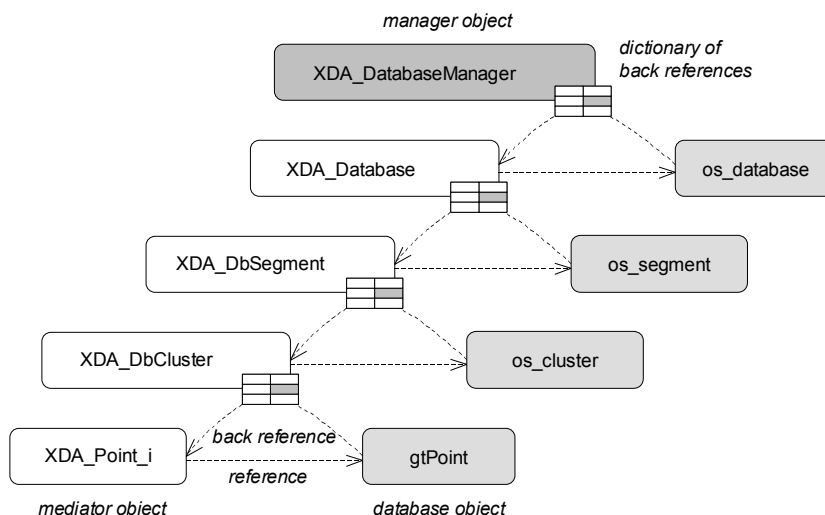 manager object
XDA_DatabaseManager
dictionary of
back references
XDA_Database
os_database
XDA_DbSegment
os_segment
XDA_DbCluster
os_cluster
XDA_Point_i
back reference
reference
gtPoint
mediator object
database object